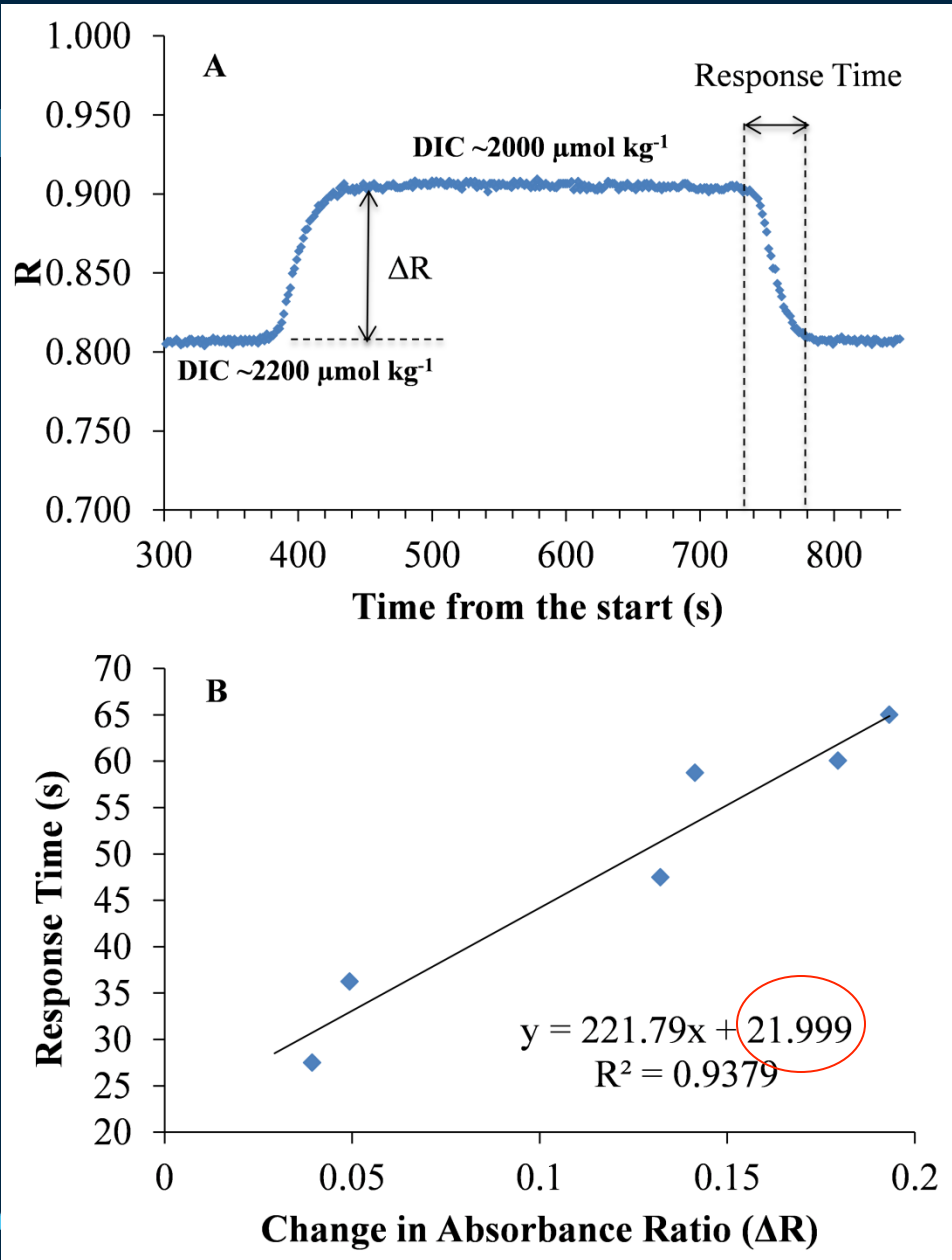 A
1.000
0.950
0.900
0.850
0.800
0.750
0.700
R
Response Time
DIC ~2000 μmol kg⁻¹
ΔR
DIC ~2200 μmol kg⁻¹
300 400 500 600 700 800
Time from the start (s)
B
70
65
60
55
50
45
40
35
30
25
20
Response Time (s)
y = 221.79x + 21.999
R² = 0.9379
0 0.05 0.1 0.15 0.2
Change in Absorbance Ratio (ΔR)